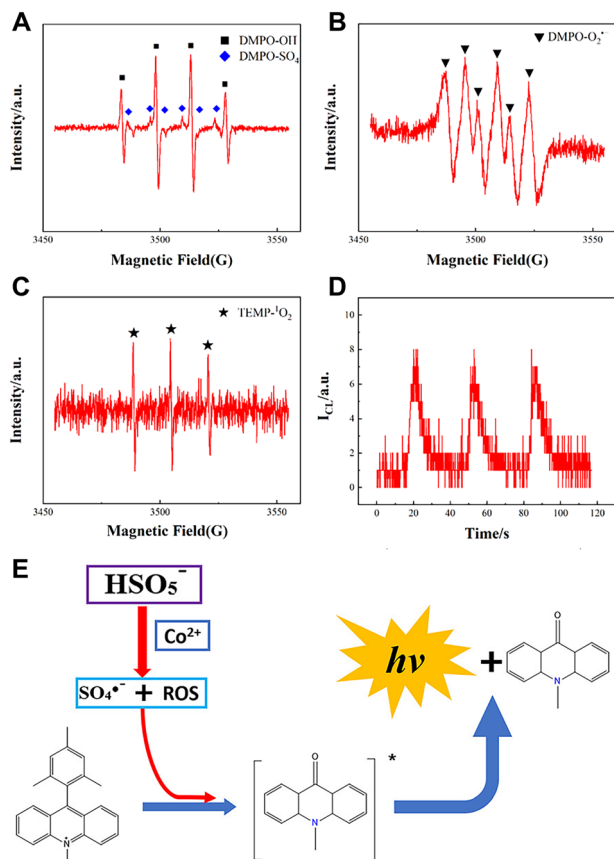 A
■ DMPO-OH
◆ DMPO-SO₄
Intensity/a.u.
3450 3500 3550
Magnetic Field(G)
B
▼ DMPO-O₂•⁻
Intensity/a.u.
3450 3500 3550
Magnetic Field(G)
C
★ TEMP-¹O₂
Intensity/a.u.
3450 3500 3550
Magnetic Field(G)
D
I_CL/a.u.
10
8
6
4
2
0
0 20 40 60 80 100 120
Time/s
E
HSO₅⁻
Co²⁺
SO₄•⁻ + ROS
hν +
O
N
N
O
N
*